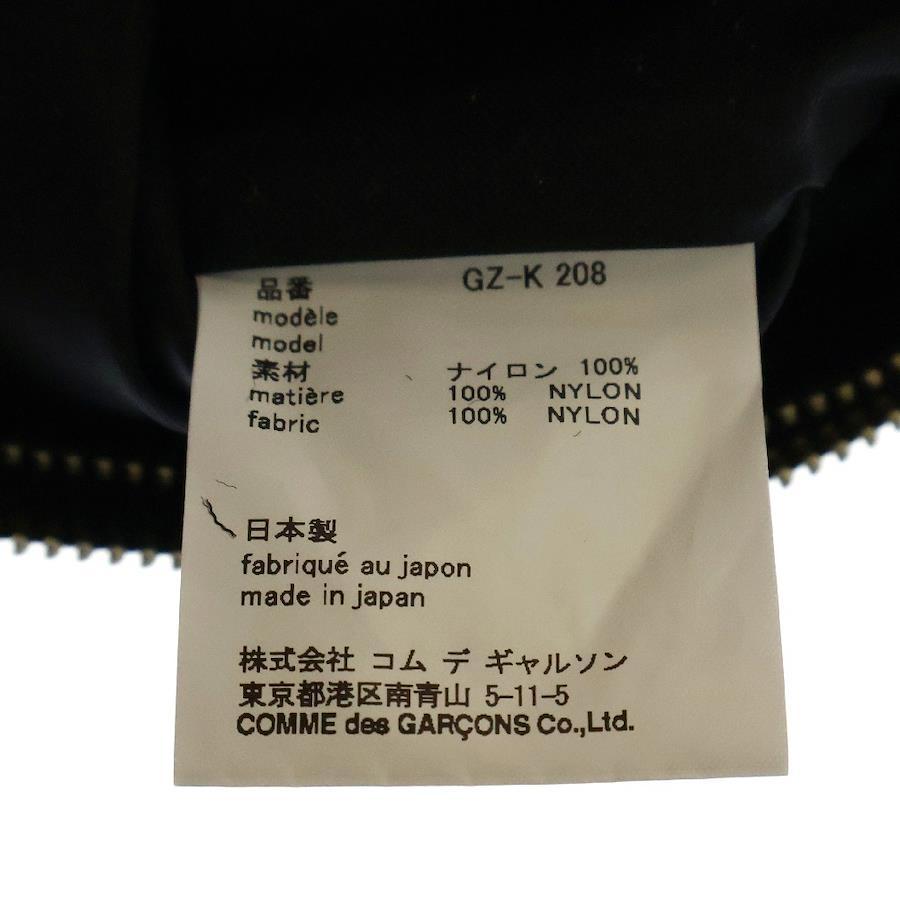 品番 GZ-K 208
modèle
model
素材 ナイロン 100%
matière 100% NYLON
fabric 100% NYLON
日本製
fabriqué au japon
made in japan
株式会社 コム デ ギャルソン
東京都港区南青山 5-11-5
COMME des GARÇONS Co.,Ltd.